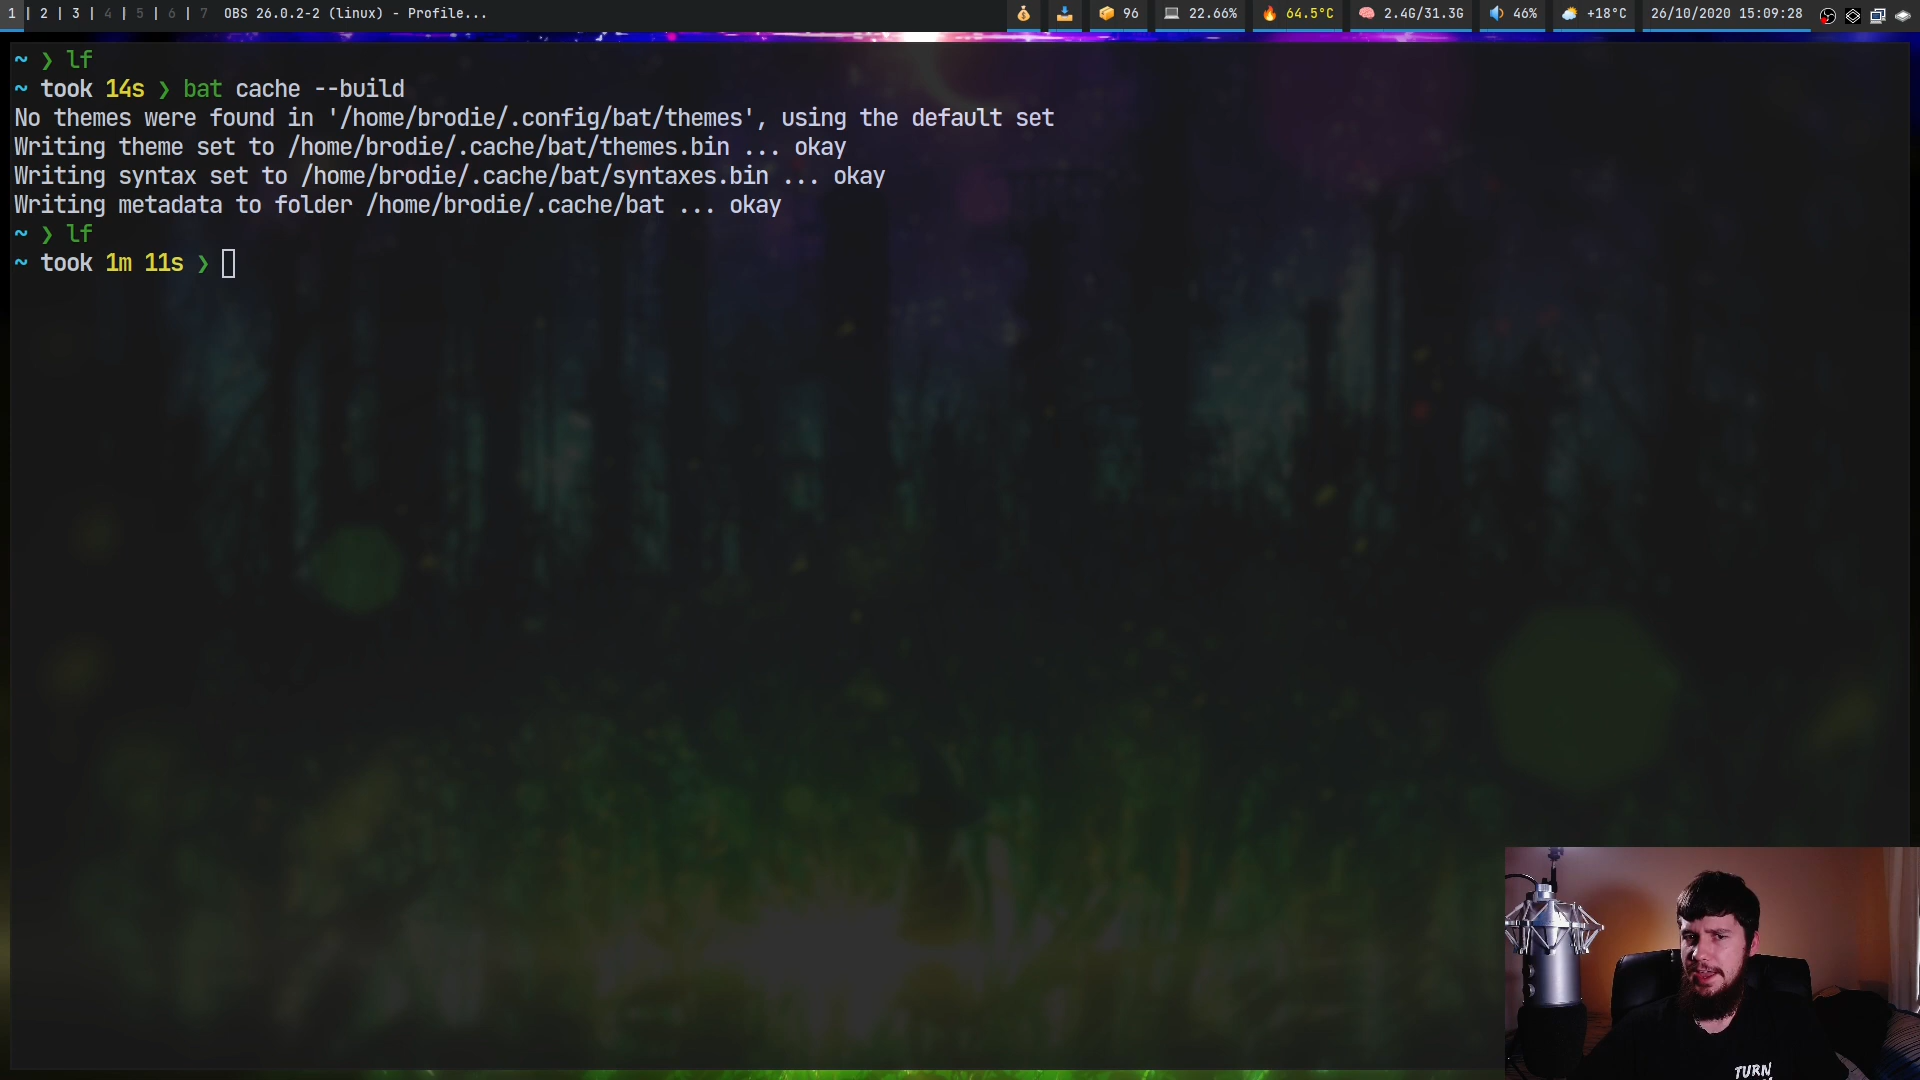 1 | 2 | 3 | 4 | 5 | 6 | 7 OBS 26.0.2-2 (linux) - Profile... 96 22.66% 64.5°C 2.4G/31.3G 46% +18°C 26/10/2020 15:09:28
~ ❯ lf
~ took 14s ❯ bat cache --build
No themes were found in '/home/brodie/.config/bat/themes', using the default set
Writing theme set to /home/brodie/.cache/bat/themes.bin ... okay
Writing syntax set to /home/brodie/.cache/bat/syntaxes.bin ... okay
Writing metadata to folder /home/brodie/.cache/bat ... okay
~ ❯ lf
~ took 1m 11s ❯
TURN